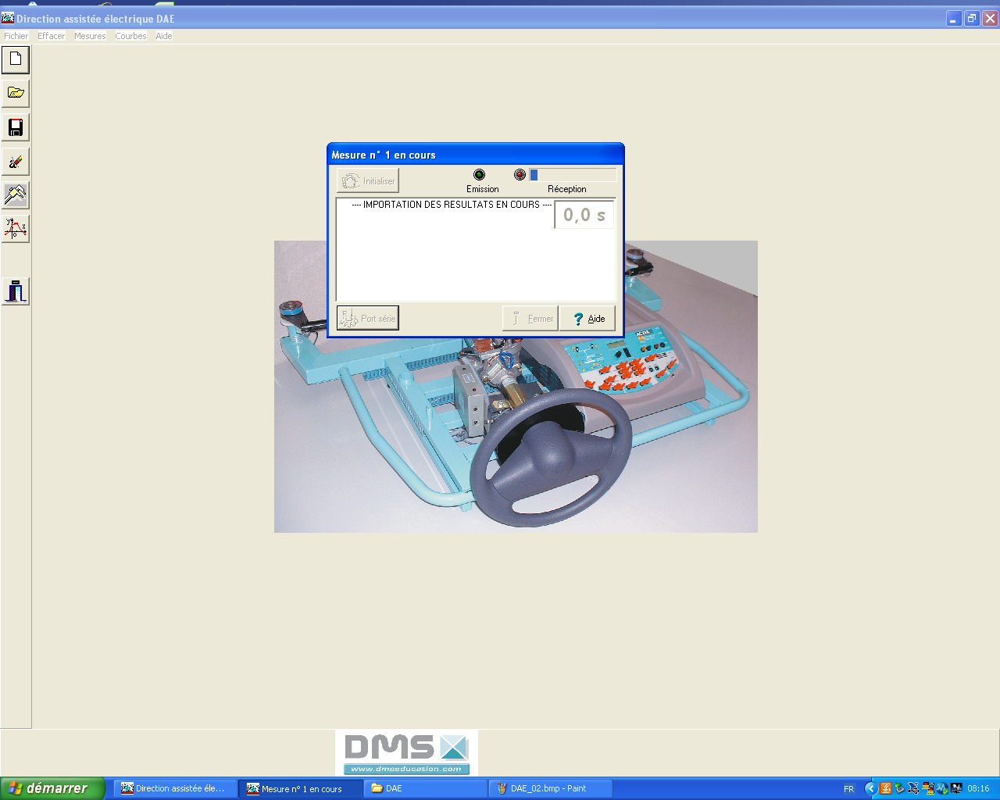 Direction assistée électrique DAE
Fichier Effacer Mesures Courbes Aide
Mesure n° 1 en cours
Initialiser
Emission
Réception
---- IMPORTATION DES RESULTATS EN COURS ----
0,0 s
Port série
Fermer
Aide
DMS
www.dmseducation.com
démarrer
Direction assistée éle...
Mesure n° 1 en cours
DAE
DAE_02.bmp - Paint
FR
08:16